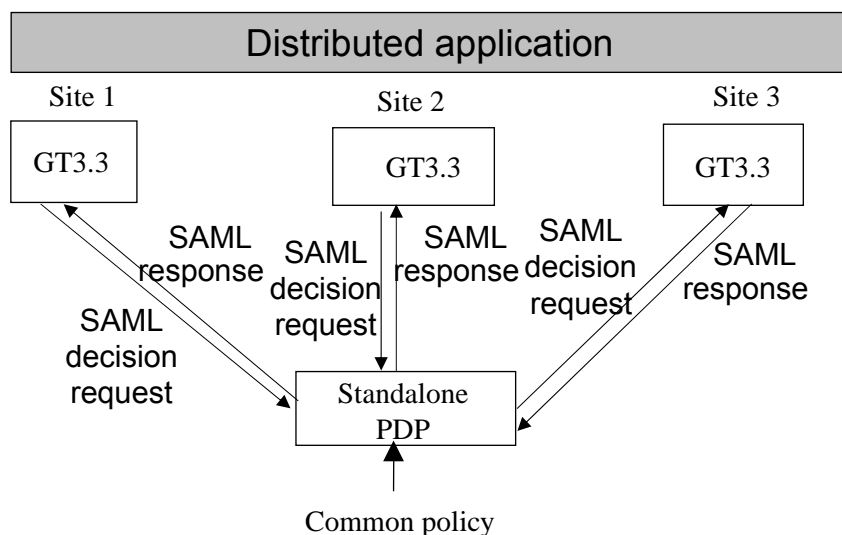 Distributed application
Site 1
Site 2
Site 3
GT3.3
GT3.3
GT3.3
SAML
response
SAML
decision
request
SAML
decision
request
SAML
response
SAML
decision
request
SAML
response
Standalone
PDP
Common policy